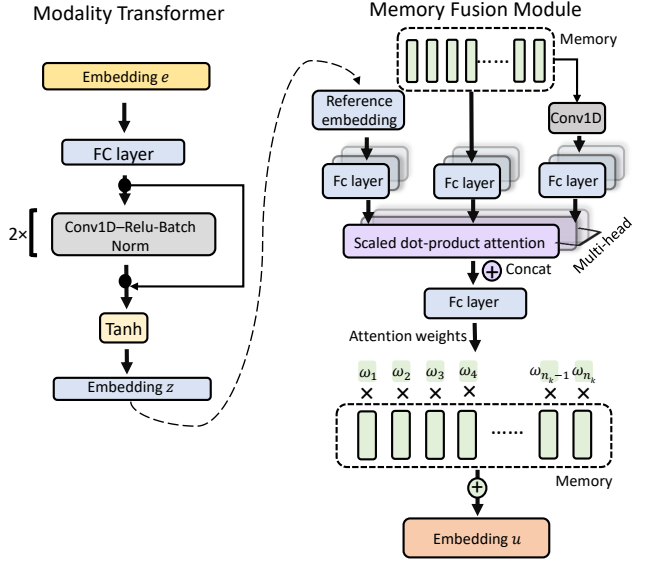 Modality Transformer
Embedding e
FC layer
2×
Conv1D–Relu-Batch
Norm
Tanh
Embedding z
Memory Fusion Module
Memory
Reference
embedding
Conv1D
Fc layer
Fc layer
Fc layer
Scaled dot-product attention
Multi-head
+ Concat
Fc layer
Attention weights
ω1 ω2 ω3 ω4 ωnk−1 ωnk
× × × × × ×
......
Memory
+
Embedding u